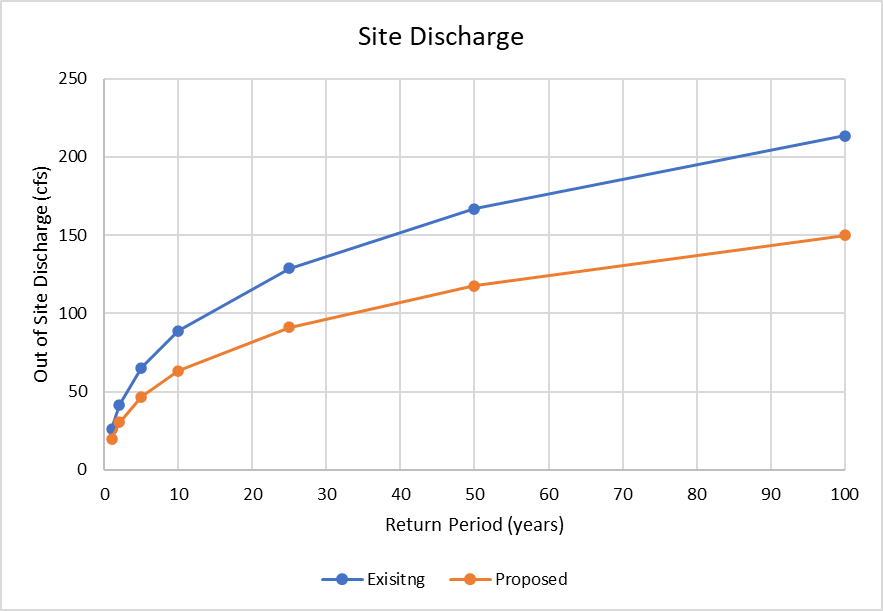 Site Discharge
250
200
150
100
50
0
Out of Site Discharge (cfs)
0 10 20 30 40 50 60 70 80 90 100
Return Period (years)
Exisitng Proposed